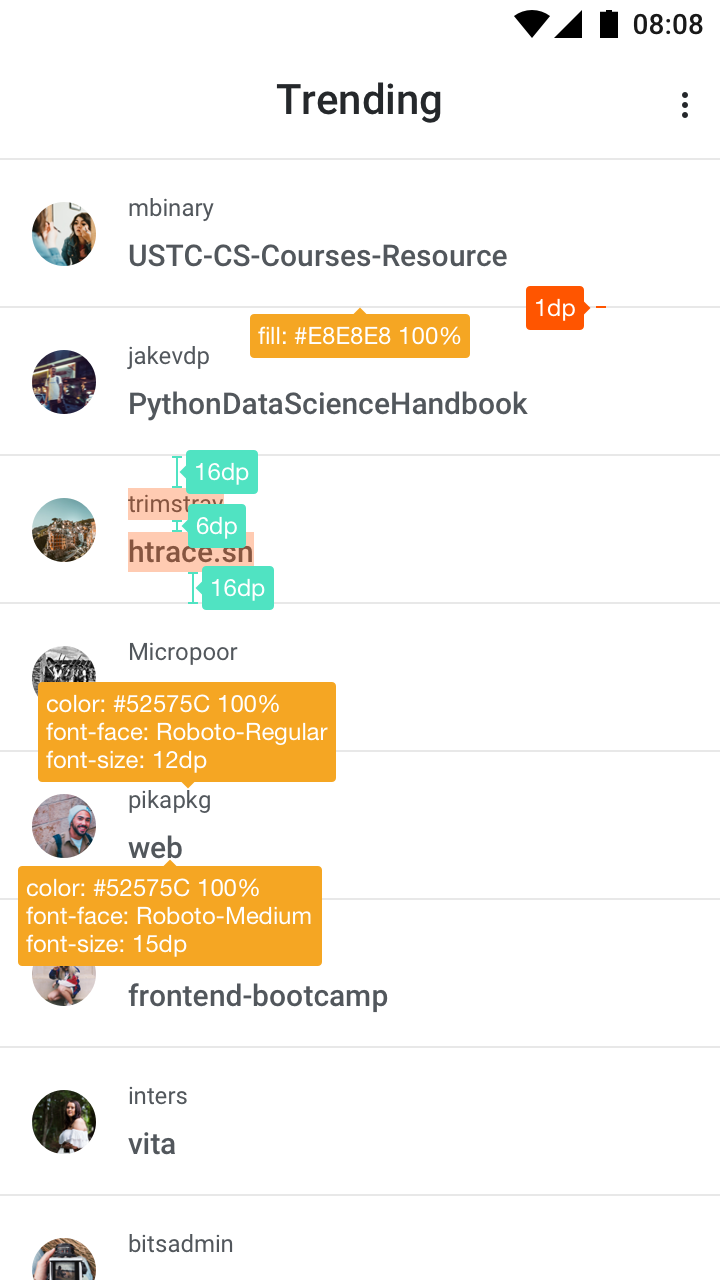 08:08
Trending
mbinary
USTC-CS-Courses-Resource
1dp
fill: #E8E8E8 100%
jakevdp
PythonDataScienceHandbook
16dp
trimstray
6dp
htrace.sh
16dp
Micropoor
color: #52575C 100%
font-face: Roboto-Regular
font-size: 12dp
pikapkg
web
color: #52575C 100%
font-face: Roboto-Medium
font-size: 15dp
frontend-bootcamp
inters
vita
bitsadmin